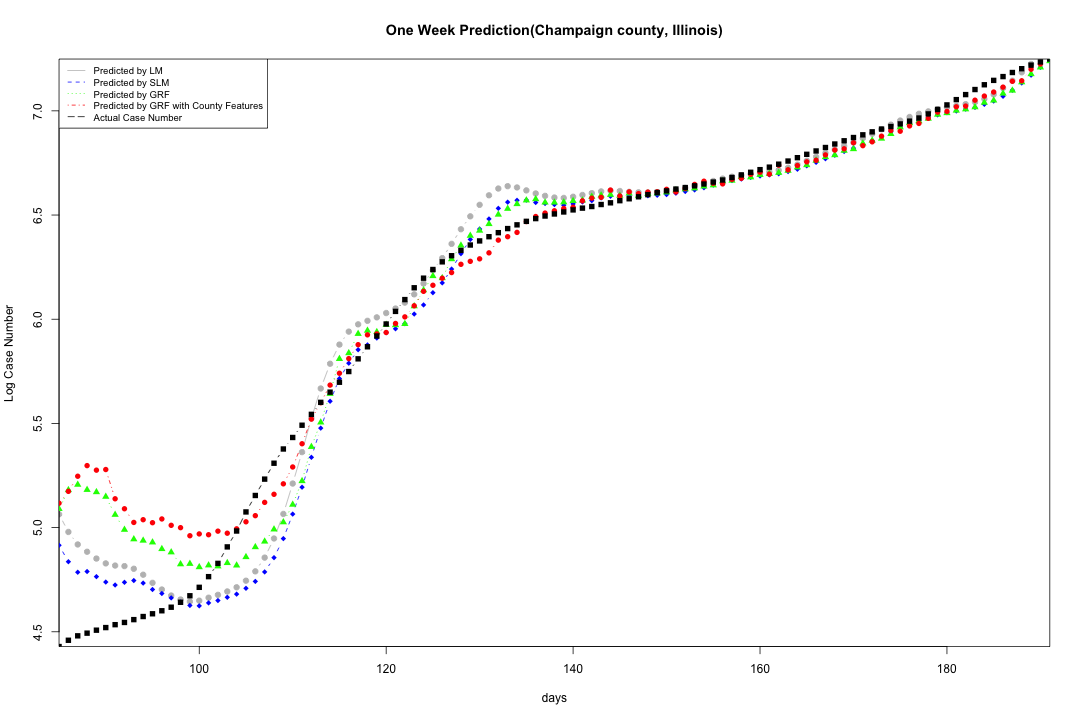 One Week Prediction(Champaign county, Illinois)
Predicted by LM
Predicted by SLM
Predicted by GRF
Predicted by GRF with County Features
Actual Case Number
7.0
6.5
6.0
5.5
5.0
4.5
Log Case Number
100 120 140 160 180
days